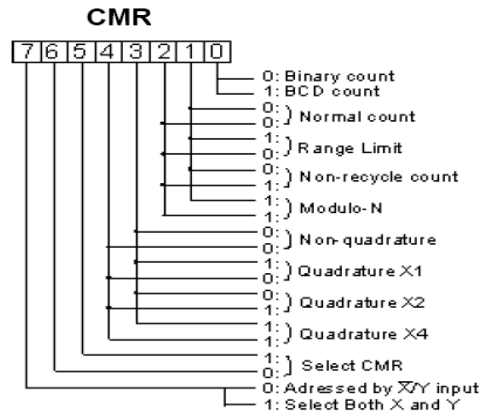 CMR
7 6 5 4 3 2 1 0
0: Binary count
1: BCD count
0:
0: } Normal count
1:
0: } Range Limit
0:
1: } Non-recycle count
1:
1: } Modulo-N
0:
0: } Non-quadrature
1:
0: } Quadrature X1
0:
1: } Quadrature X2
1:
1: } Quadrature X4
1:
0: } Select CMR
0: Adressed by X̅/Y input
1: Select Both X and Y